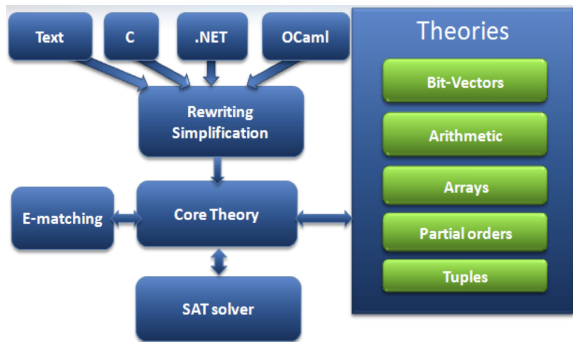 Text
C
.NET
OCaml
Rewriting
Simplification
E-matching
Core Theory
SAT solver
Theories
Bit-Vectors
Arithmetic
Arrays
Partial orders
Tuples